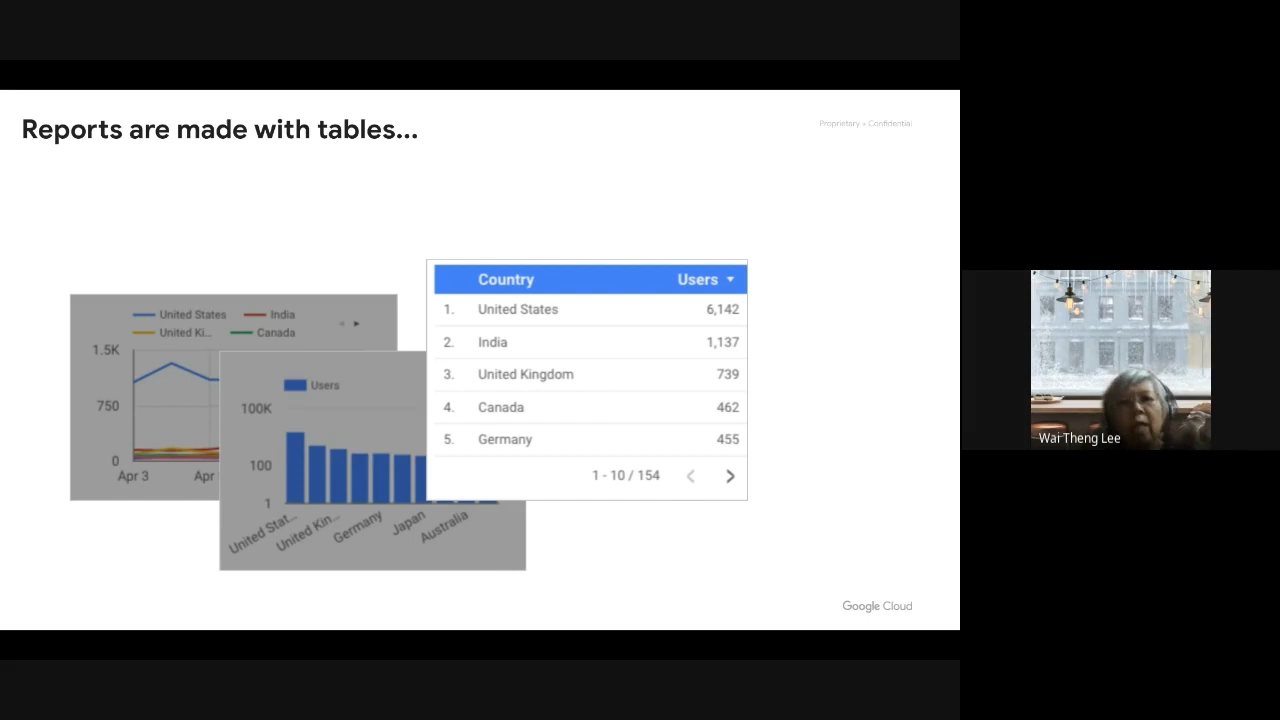 Reports are made with tables...
Proprietary + Confidential
United States India
United Ki... Canada
1.5K
750
0
Apr 3 Apr
Users
100K
100
1
United Stat...
United Kin...
Germany
Japan
Australia
Country Users
1. United States 6,142
2. India 1,137
3. United Kingdom 739
4. Canada 462
5. Germany 455
1 - 10 / 154
Google Cloud
Wai Theng Lee